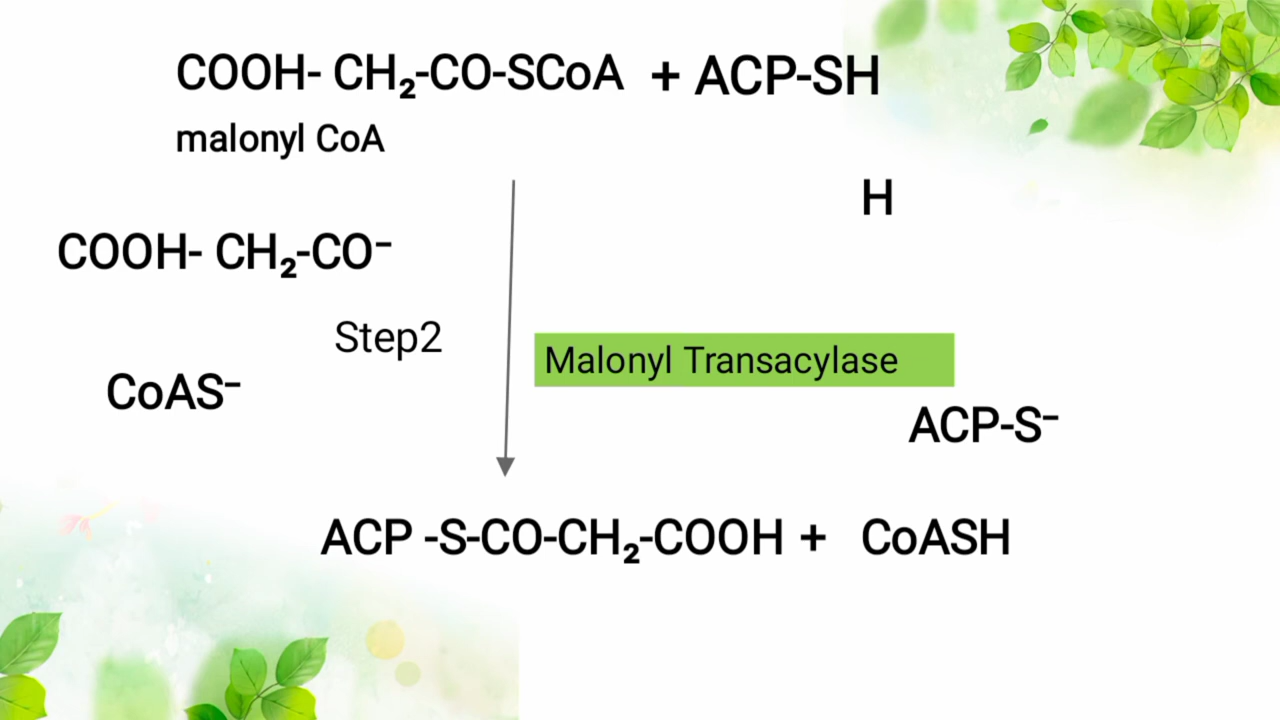 COOH- CH₂-CO-SCoA + ACP-SH
malonyl CoA
H
COOH- CH₂-CO⁻
Step2
Malonyl Transacylase
CoAS⁻
ACP-S⁻
ACP -S-CO-CH₂-COOH + CoASH